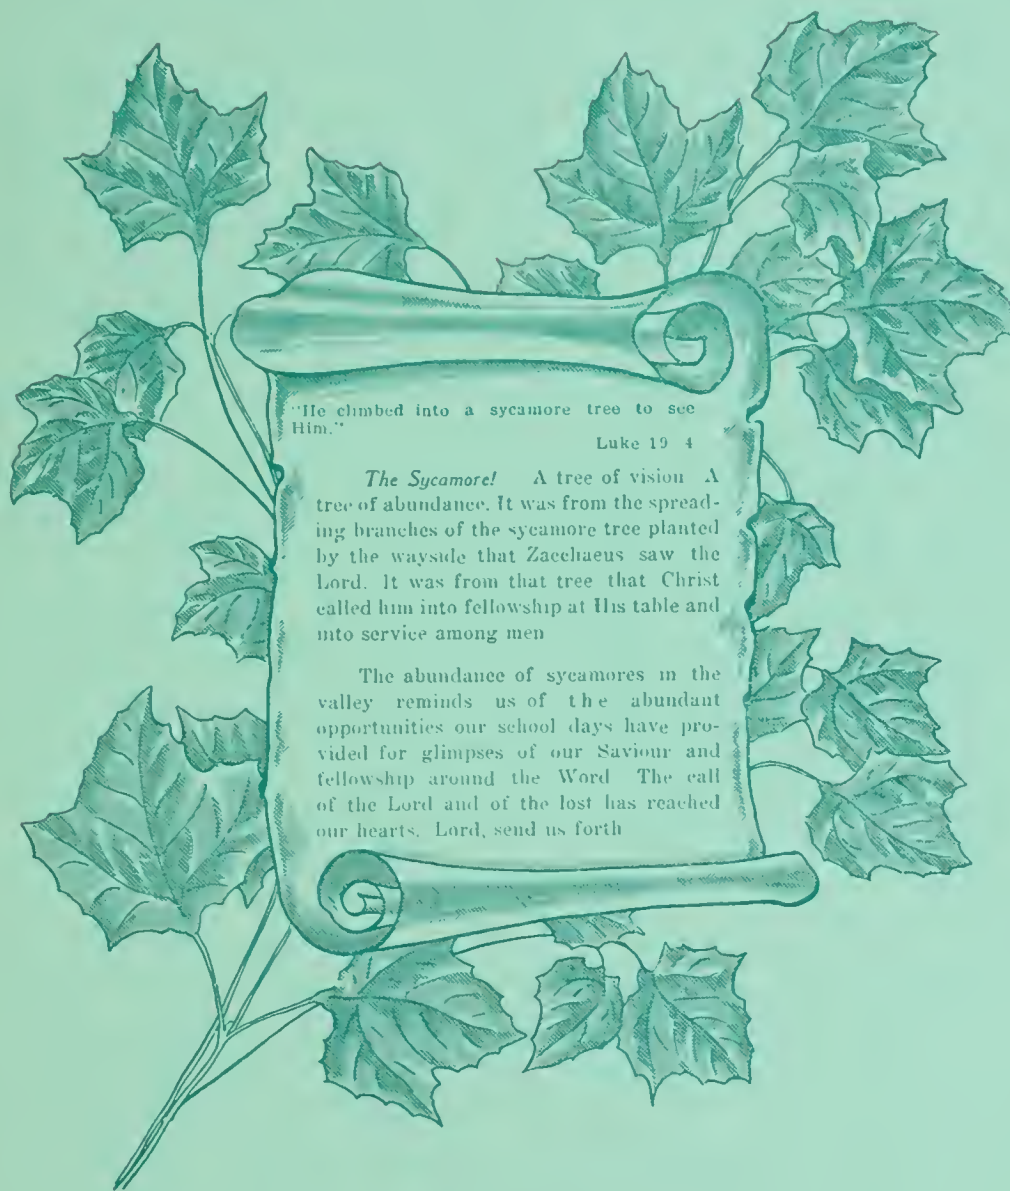 "He climbed into a sycamore tree to see
Him."
Luke 19 4
The Sycamore! A tree of vision A
tree of abundance. It was from the spread-
ing branches of the sycamore tree planted
by the wayside that Zacchaeus saw the
Lord. It was from that tree that Christ
called him into fellowship at His table and
into service among men
The abundance of sycamores in the
valley reminds us of the abundant
opportunities our school days have pro-
vided for glimpses of our Saviour and
fellowship around the Word The call
of the Lord and of the lost has reached
our hearts. Lord, send us forth